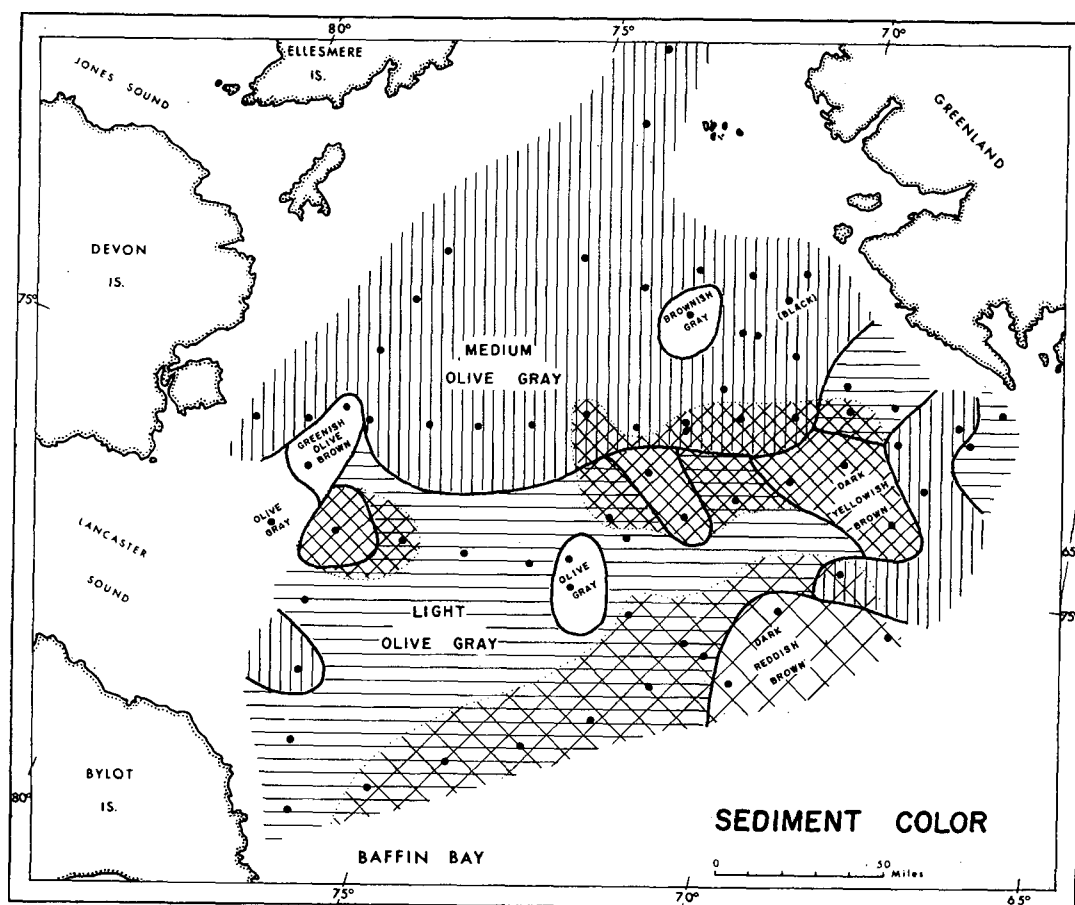 80°
75°
70°
ELLESMERE
IS.
JONES SOUND
GREENLAND
DEVON
IS.
75°
BROWNISH
GRAY
(BLACK)
MEDIUM
OLIVE GRAY
GREENISH
OLIVE
BROWN
OLIVE
GRAY
DARK
YELLOWISH
BROWN
LANCASTER
SOUND
OLIVE
GRAY
LIGHT
OLIVE GRAY
75°
DARK
REDDISH
BROWN
BYLOT
IS.
80°
SEDIMENT COLOR
BAFFIN BAY
0 50
Miles
75°
70°
65°